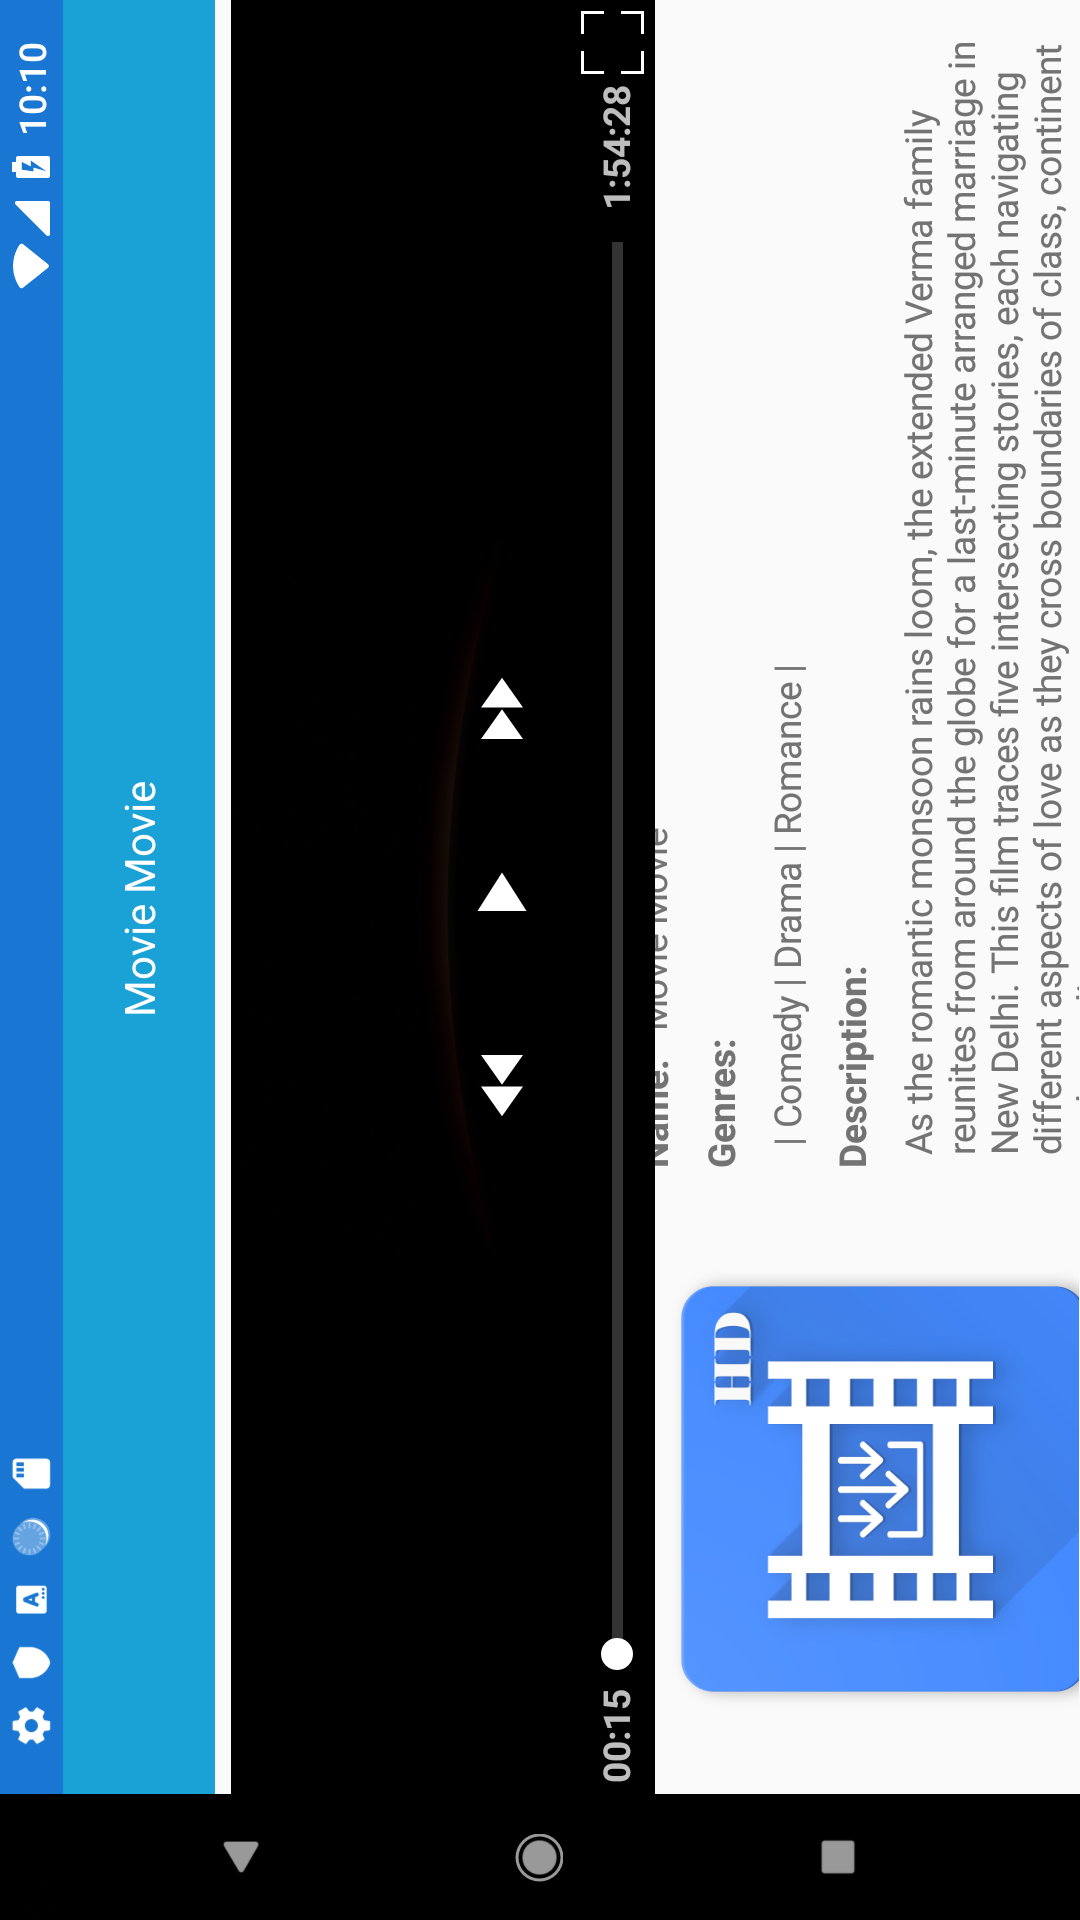 10:10
Movie Movie
00:15
1:54:28
Name: Movie Movie
Genres:
| Comedy | Drama | Romance |
Description:
As the romantic monsoon rains loom, the extended Verma family
reunites from around the globe for a last-minute arranged marriage in
New Delhi. This film traces five intersecting stories, each navigating
different aspects of love as they cross boundaries of class, continent
HD